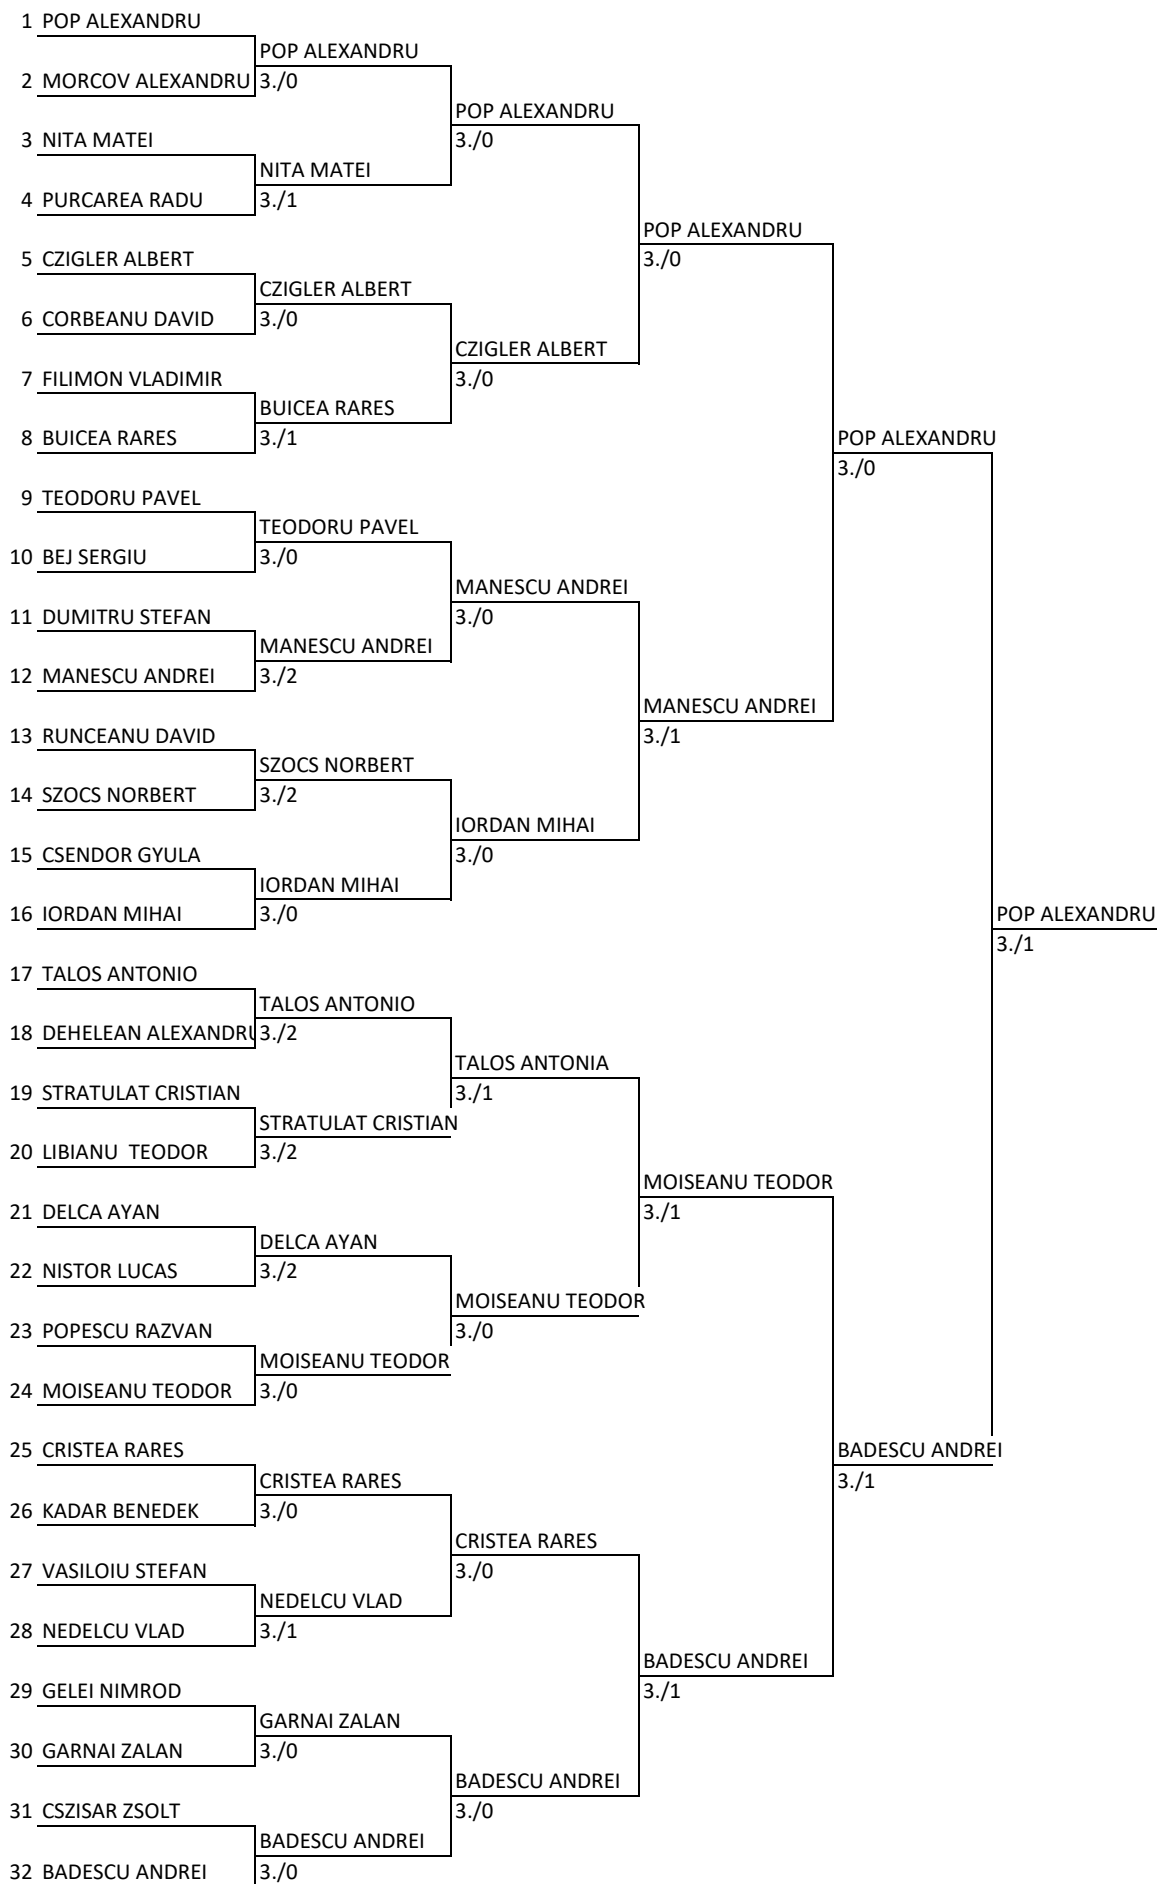 1 POP ALEXANDRU
POP ALEXANDRU
2 MORCOV ALEXANDRU 3./0
POP ALEXANDRU
3 NITA MATEI 3./0
NITA MATEI
4 PURCAREA RADU 3./1
POP ALEXANDRU
5 CZIGLER ALBERT 3./0
CZIGLER ALBERT
6 CORBEANU DAVID 3./0
CZIGLER ALBERT
7 FILIMON VLADIMIR 3./0
BUICEA RARES
8 BUICEA RARES 3./1 POP ALEXANDRU
3./0
9 TEODORU PAVEL
TEODORU PAVEL
10 BEJ SERGIU 3./0
MANESCU ANDREI
11 DUMITRU STEFAN 3./0
MANESCU ANDREI
12 MANESCU ANDREI 3./2
MANESCU ANDREI
13 RUNCEANU DAVID 3./1
SZOCS NORBERT
14 SZOCS NORBERT 3./2
IORDAN MIHAI
15 CSENDOR GYULA 3./0
IORDAN MIHAI
16 IORDAN MIHAI 3./0 POP ALEXANDRU
3./1
17 TALOS ANTONIO
TALOS ANTONIO
18 DEHELEAN ALEXANDRU 3./2
TALOS ANTONIA
19 STRATULAT CRISTIAN 3./1
STRATULAT CRISTIAN
20 LIBIANU  TEODOR 3./2
MOISEANU TEODOR
21 DELCA AYAN 3./1
DELCA AYAN
22 NISTOR LUCAS 3./2
MOISEANU TEODOR
23 POPESCU RAZVAN 3./0
MOISEANU TEODOR
24 MOISEANU TEODOR 3./0
25 CRISTEA RARES BADESCU ANDREI
CRISTEA RARES 3./1
26 KADAR BENEDEK 3./0
CRISTEA RARES
27 VASILOIU STEFAN 3./0
NEDELCU VLAD
28 NEDELCU VLAD 3./1
BADESCU ANDREI
29 GELEI NIMROD 3./1
GARNAI ZALAN
30 GARNAI ZALAN 3./0
BADESCU ANDREI
31 CSZISAR ZSOLT 3./0
BADESCU ANDREI
32 BADESCU ANDREI 3./0